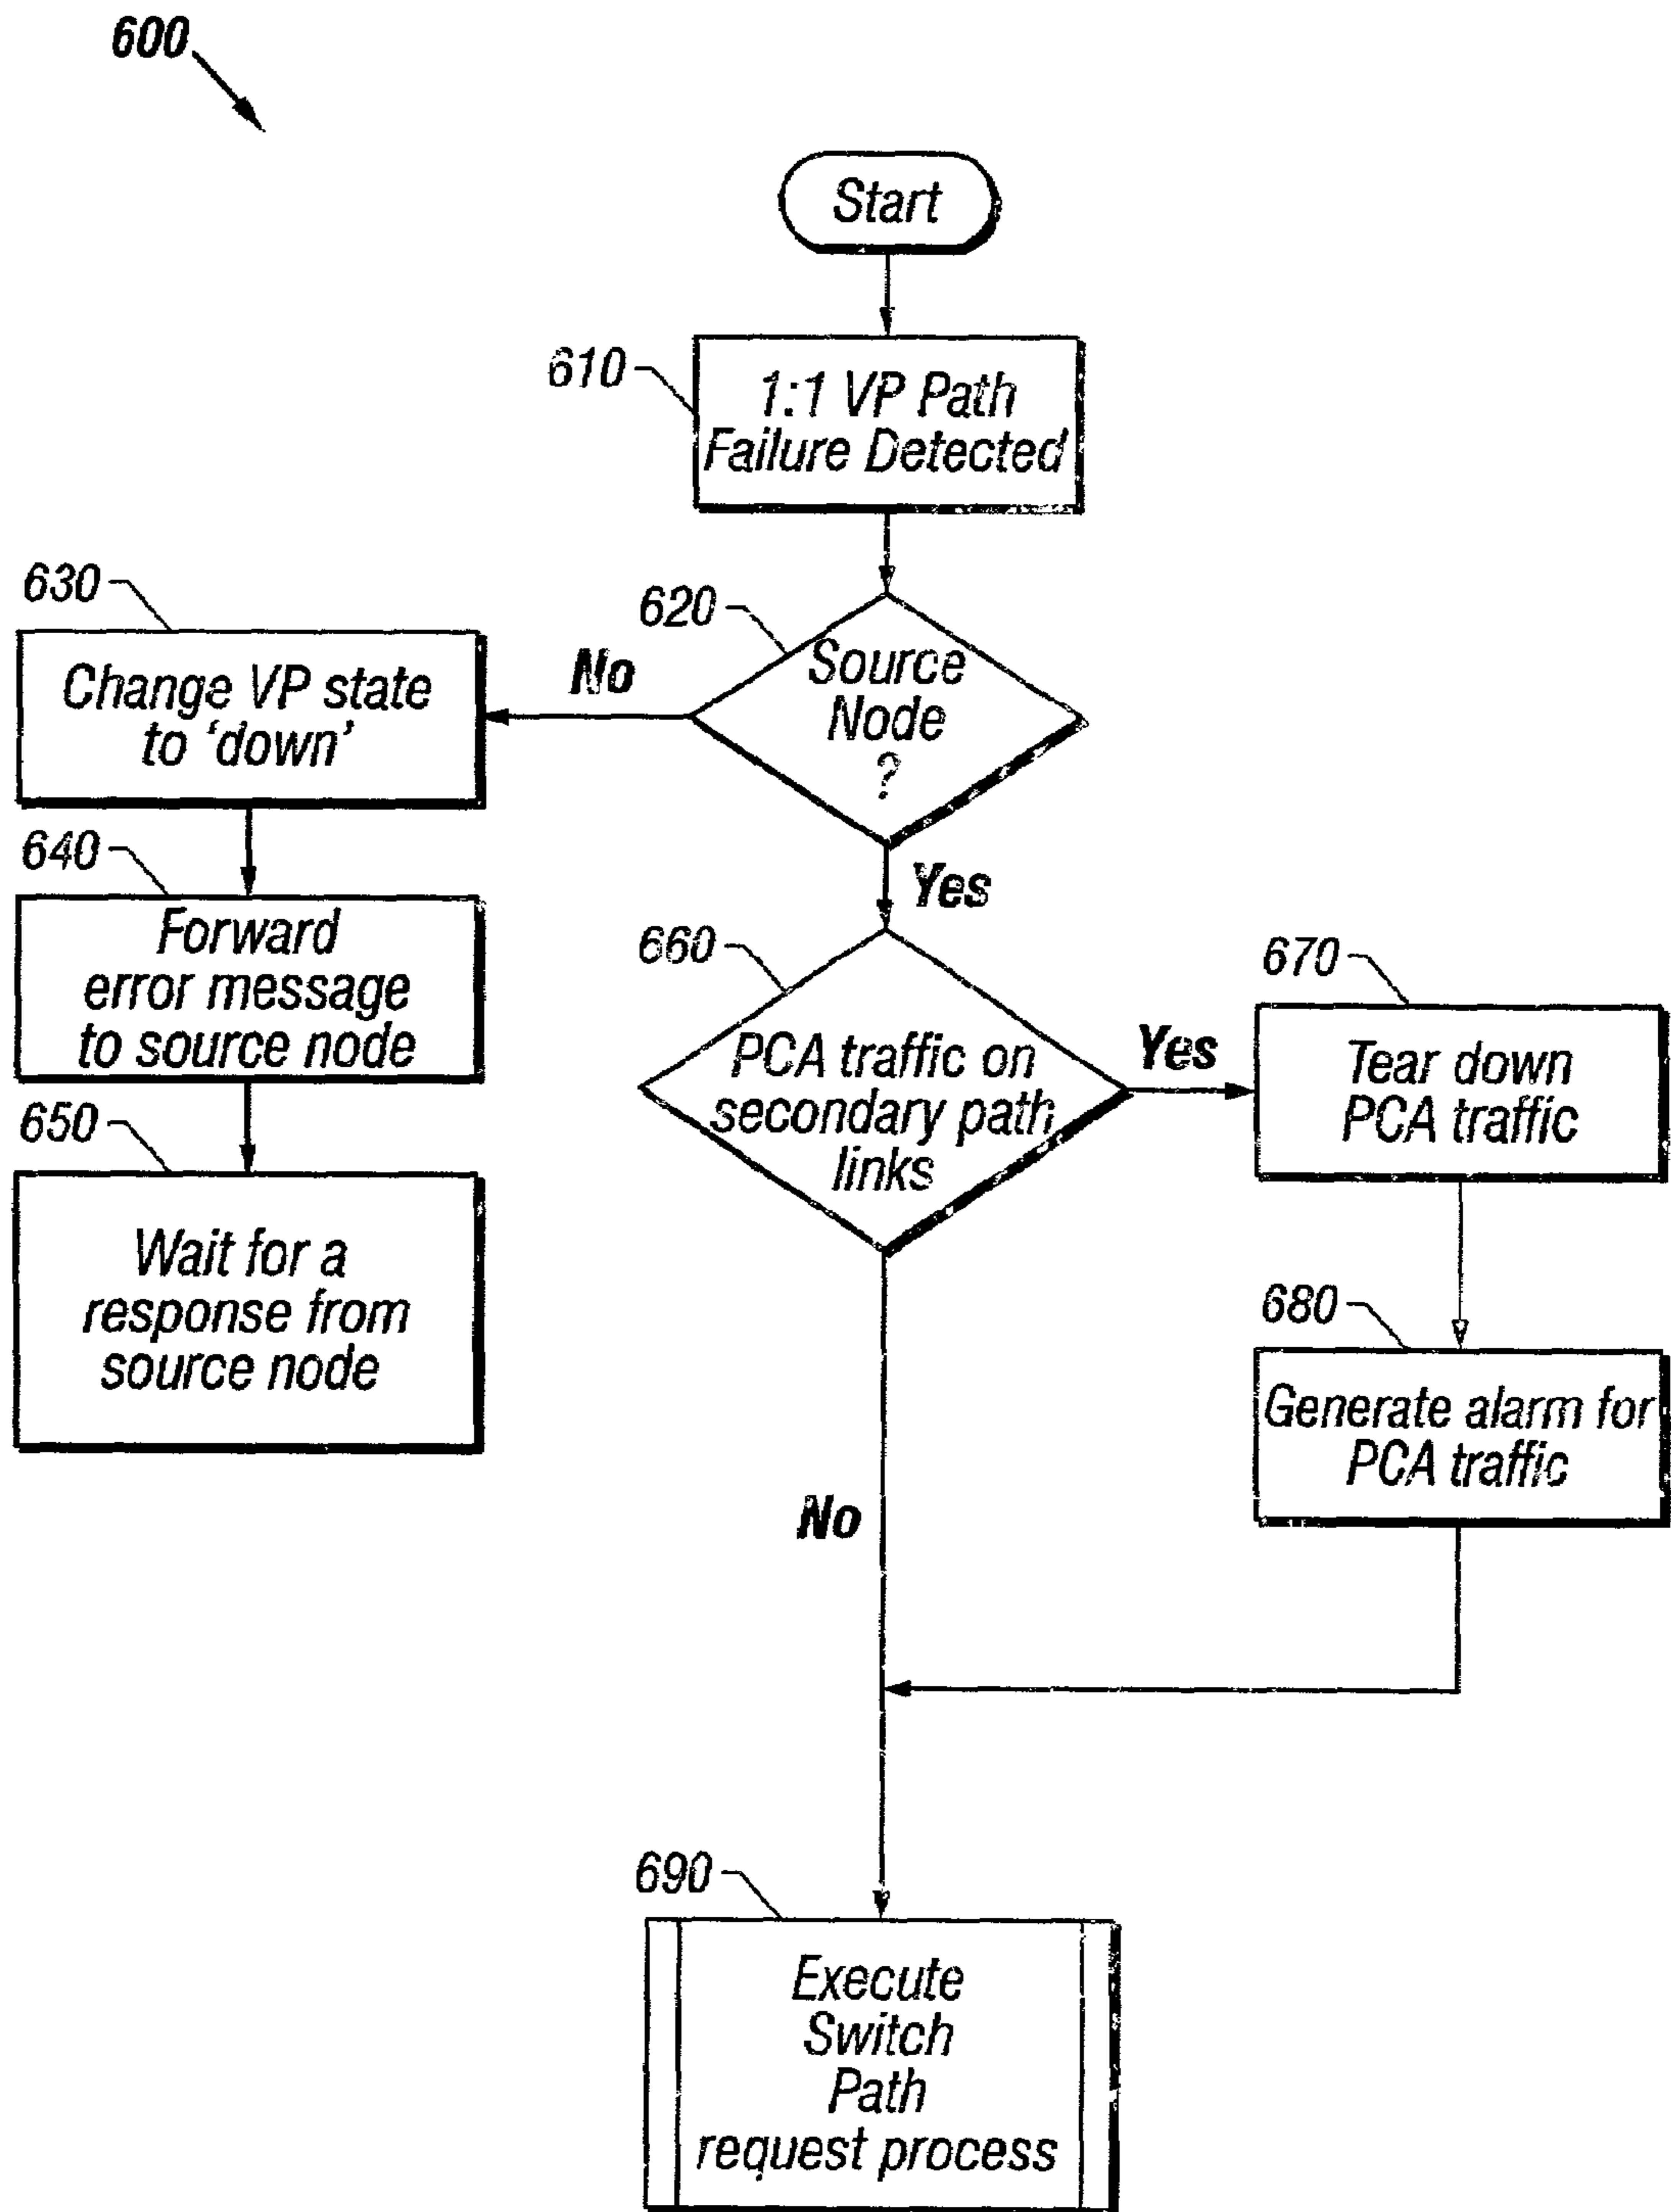 600
Start
610
1:1 VP Path
Failure Detected
620
Source
Node
?
No
Yes
630
Change VP state
to ‘down’
640
Forward
error message
to source node
650
Wait for a
response from
source node
660
PCA traffic on
secondary path
links
Yes
No
670
Tear down
PCA traffic
680
Generate alarm for
PCA traffic
690
Execute
Switch
Path
request process